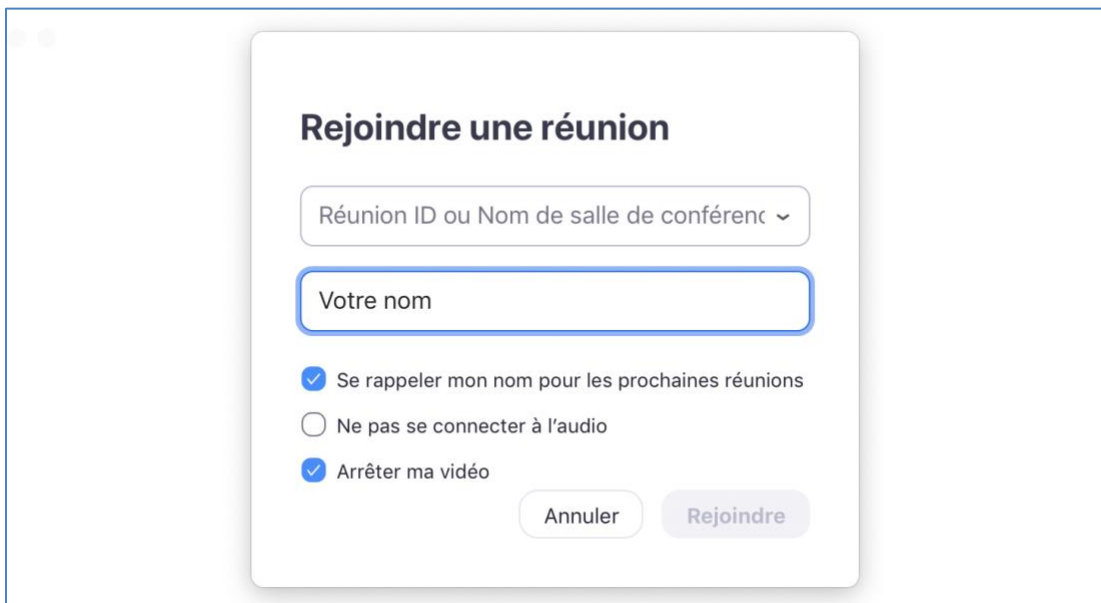 Rejoindre une réunion
Réunion ID ou Nom de salle de conférenc
Votre nom
Se rappeler mon nom pour les prochaines réunions
Ne pas se connecter à l'audio
Arrêter ma vidéo
Annuler Rejoindre